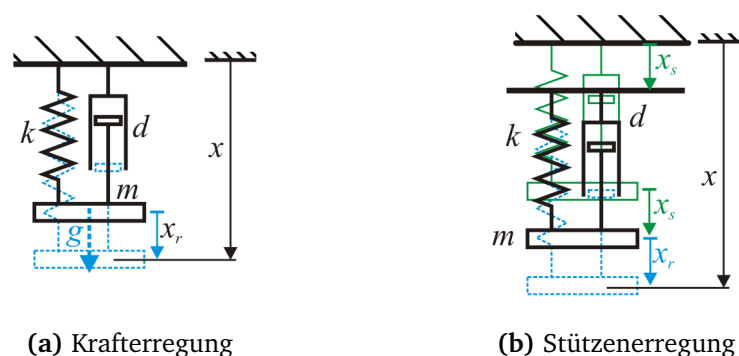 k
d
m
g
x_r
x
(a) Krafterregung
x_s
k
d
x_s
m
x_r
x
(b) Stützenerregung